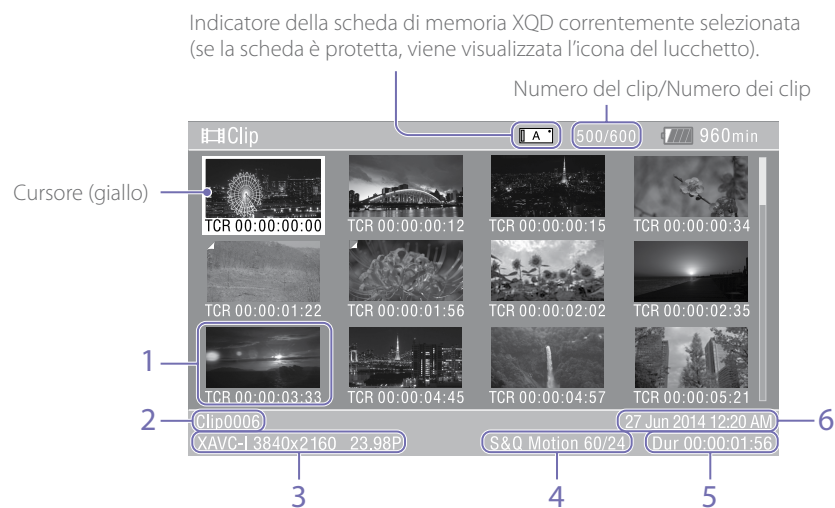 Indicatore della scheda di memoria XQD correntemente selezionata
(se la scheda è protetta, viene visualizzata l’icona del lucchetto).
Numero del clip/Numero dei clip
Clip A 500/600 960min
Cursore (giallo)
TCR 00:00:00:00 TCR 00:00:00:12 TCR 00:00:00:15 TCR 00:00:00:34
TCR 00:00:01:22 TCR 00:00:01:56 TCR 00:00:02:02 TCR 00:00:02:35
1
TCR 00:00:03:33 TCR 00:00:04:45 TCR 00:00:04:57 TCR 00:00:05:21
2 Clip0006 27 Jun 2014 12:20 AM 6
XAVC-I 3840x2160 23.98P S&Q Motion 60/24 Dur 00:00:01:56
3 4 5